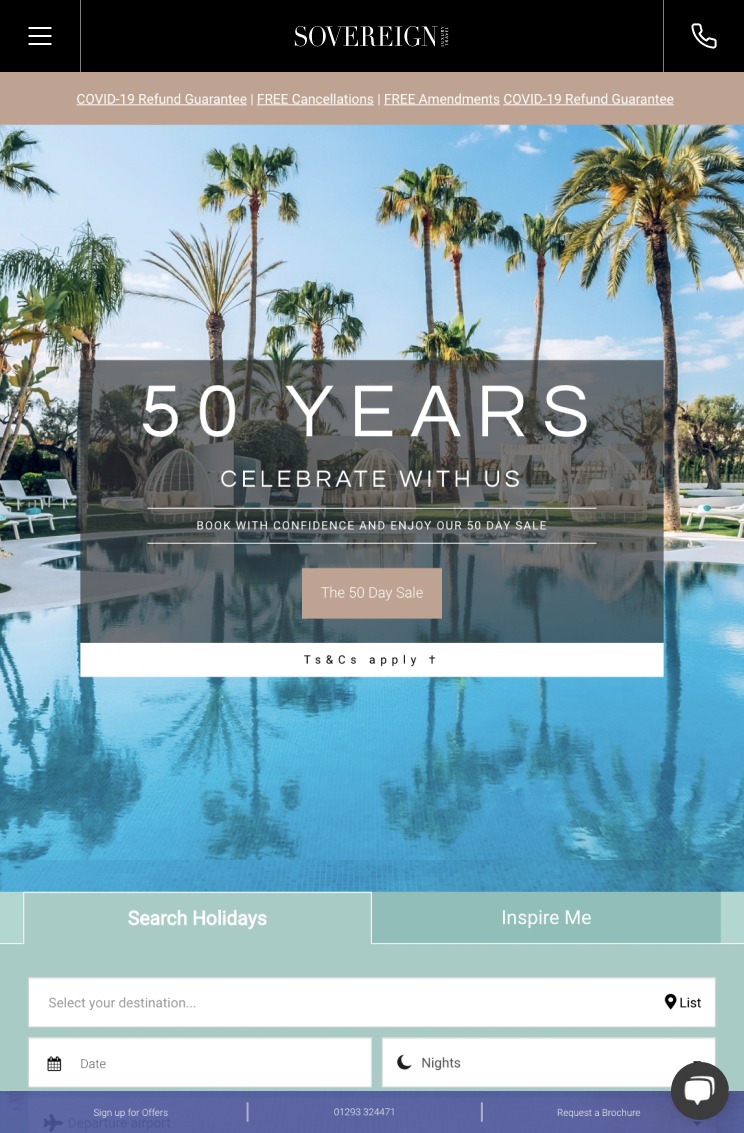 SOVEREIGN
COVID-19 Refund Guarantee | FREE Cancellations | FREE Amendments COVID-19 Refund Guarantee
50 YEARS
CELEBRATE WITH US
BOOK WITH CONFIDENCE AND ENJOY OUR 50 DAY SALE
The 50 Day Sale
Ts&Cs apply †
Search Holidays Inspire Me
Select your destination... List
Date Nights
Sign up for Offers 01293 324471 Request a Brochure
Departure airport